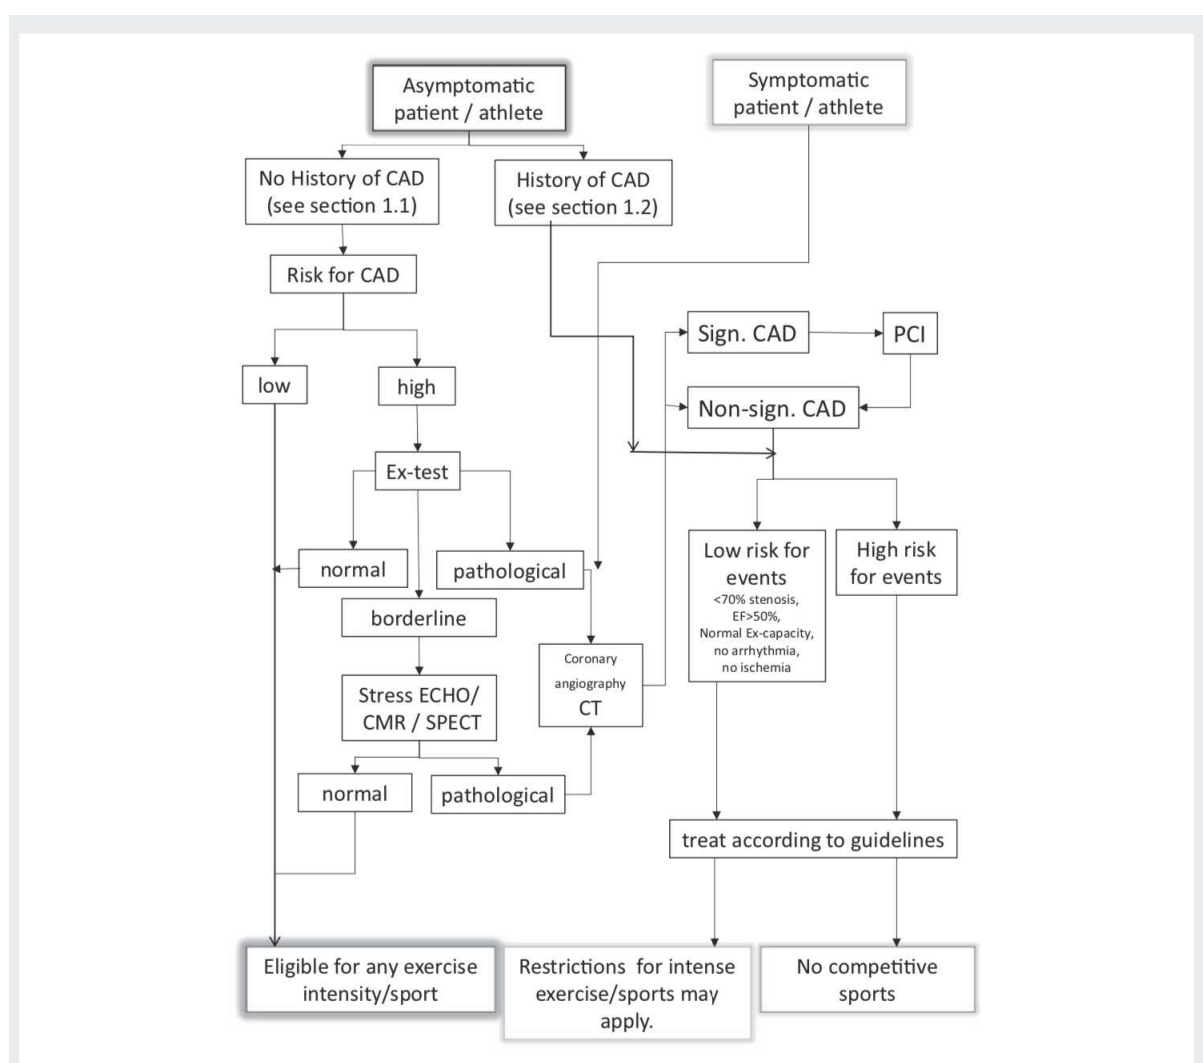 Asymptomatic
patient / athlete
Symptomatic
patient / athlete
No History of CAD
(see section 1.1)
History of CAD
(see section 1.2)
Risk for CAD
Sign. CAD
PCI
low
high
Non-sign. CAD
Ex-test
normal
pathological
Low risk for
events
<70% stenosis,
EF>50%,
Normal Ex-capacity,
no arrhythmia,
no ischemia
High risk
for events
borderline
Coronary
angiography
CT
Stress ECHO/
CMR / SPECT
normal
pathological
treat according to guidelines
Eligible for any exercise
intensity/sport
Restrictions for intense
exercise/sports may
apply.
No competitive
sports